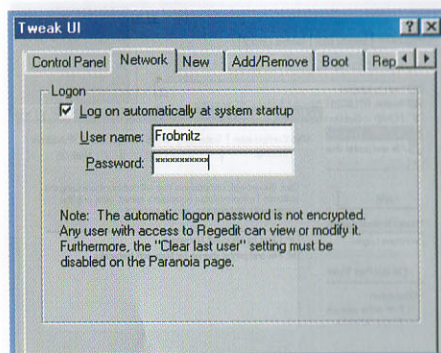 Tweak UI
Control Panel Network New Add/Remove Boot Rep
Logon
Log on automatically at system startup
User name: Frobnitz
Password: xxxxxxxxxxx
Note: The automatic logon password is not encrypted.
Any user with access to Regedit can view or modify it.
Furthermore, the "Clear last user" setting must be
disabled on the Paranoia page.